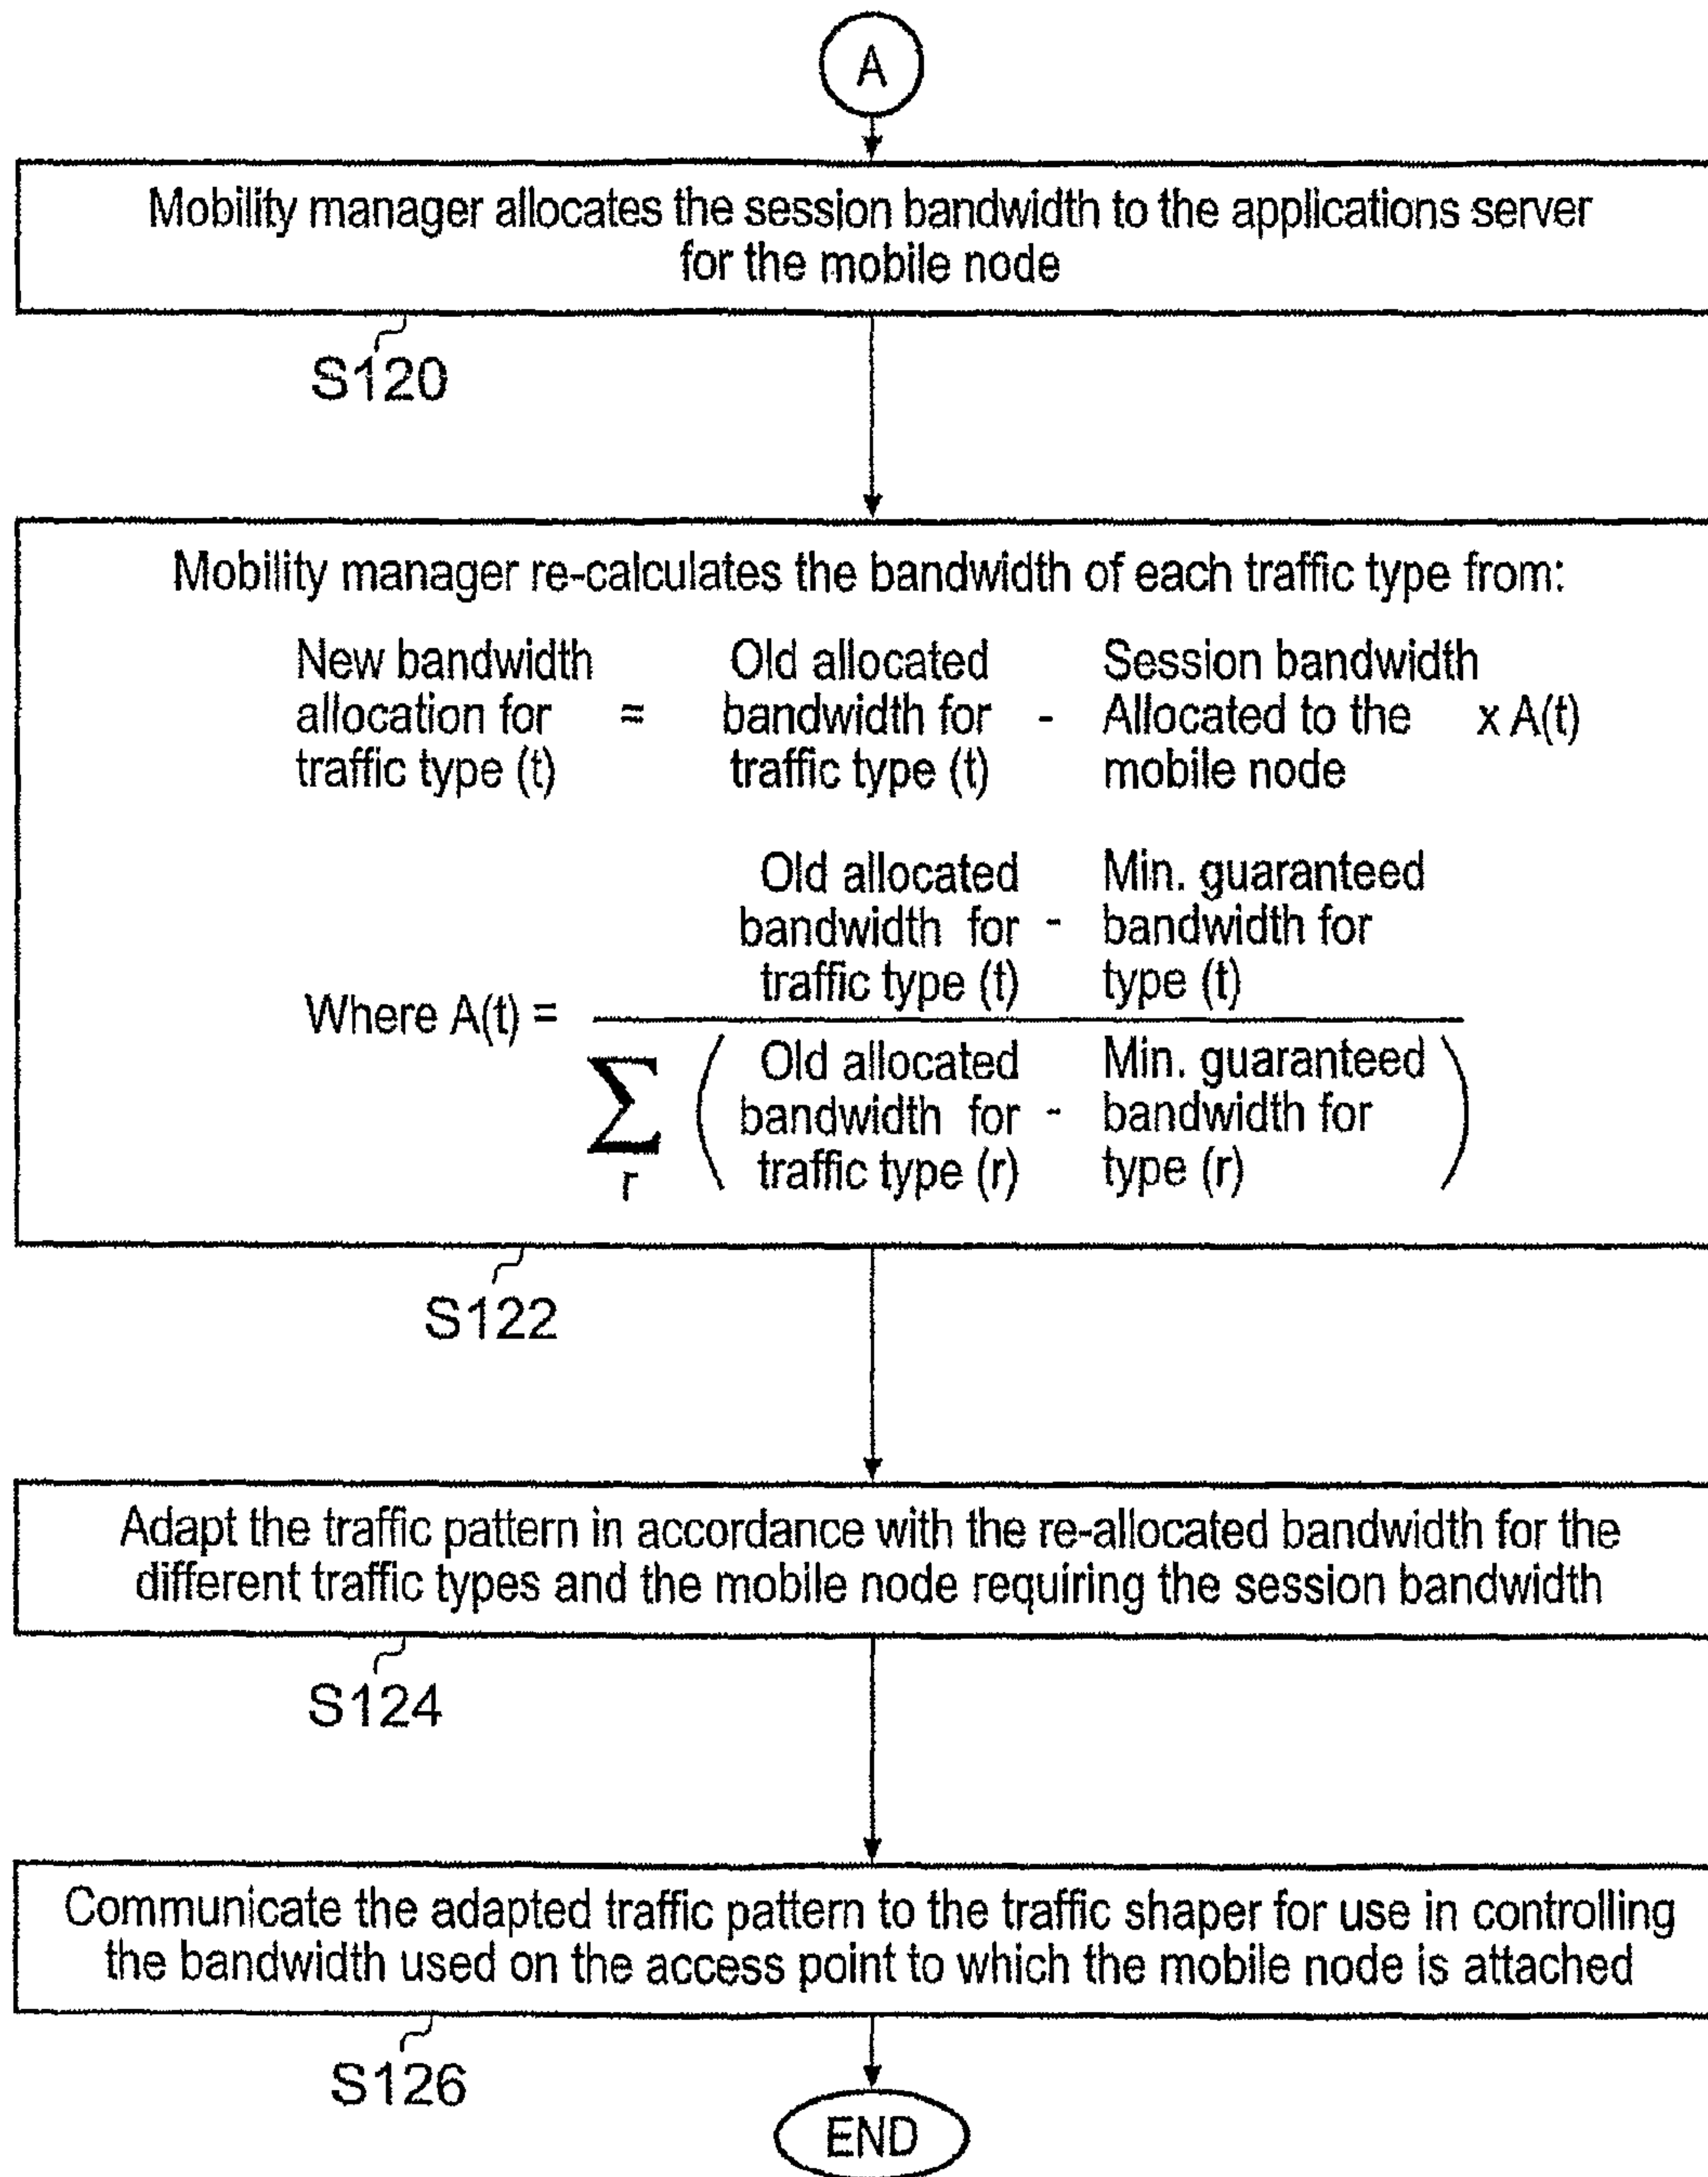 A
Mobility manager allocates the session bandwidth to the applications server
for the mobile node
S120
Mobility manager re-calculates the bandwidth of each traffic type from:
New bandwidth Old allocated Session bandwidth
allocation for = bandwidth for - Allocated to the x A(t)
traffic type (t) traffic type (t) mobile node
Old allocated Min. guaranteed
bandwidth for - bandwidth for
traffic type (t) type (t)
Where A(t) =
∑ ( Old allocated Min. guaranteed )
bandwidth for - bandwidth for
traffic type (r) type (r)
r
S122
Adapt the traffic pattern in accordance with the re-allocated bandwidth for the
different traffic types and the mobile node requiring the session bandwidth
S124
Communicate the adapted traffic pattern to the traffic shaper for use in controlling
the bandwidth used on the access point to which the mobile node is attached
S126
END